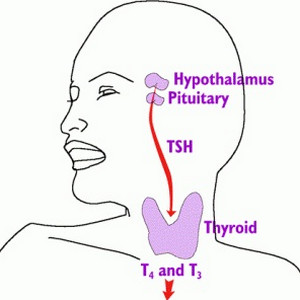 Hypothalamus
Pituitary
TSH
Thyroid
T4 and T3